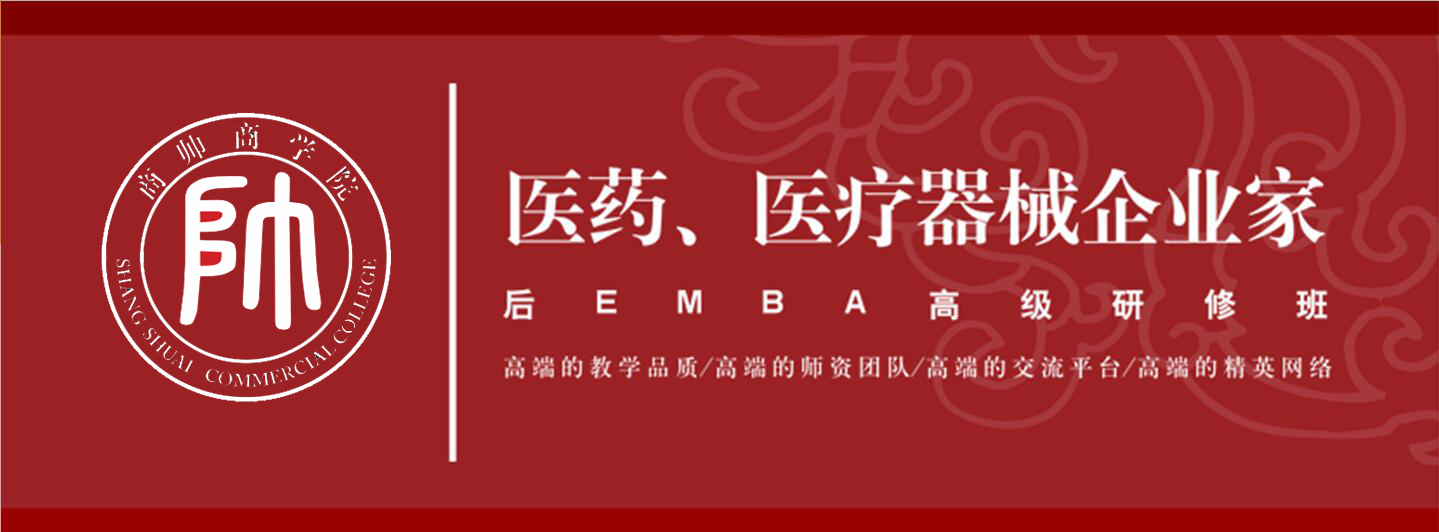 商帅商学院
帥
SHANG SHUAI COMMERCIAL COLLEGE
医药、医疗器械企业家
后EMBA高级研修班
高端的教学品质/高端的师资团队/高端的交流平台/高端的精英网络